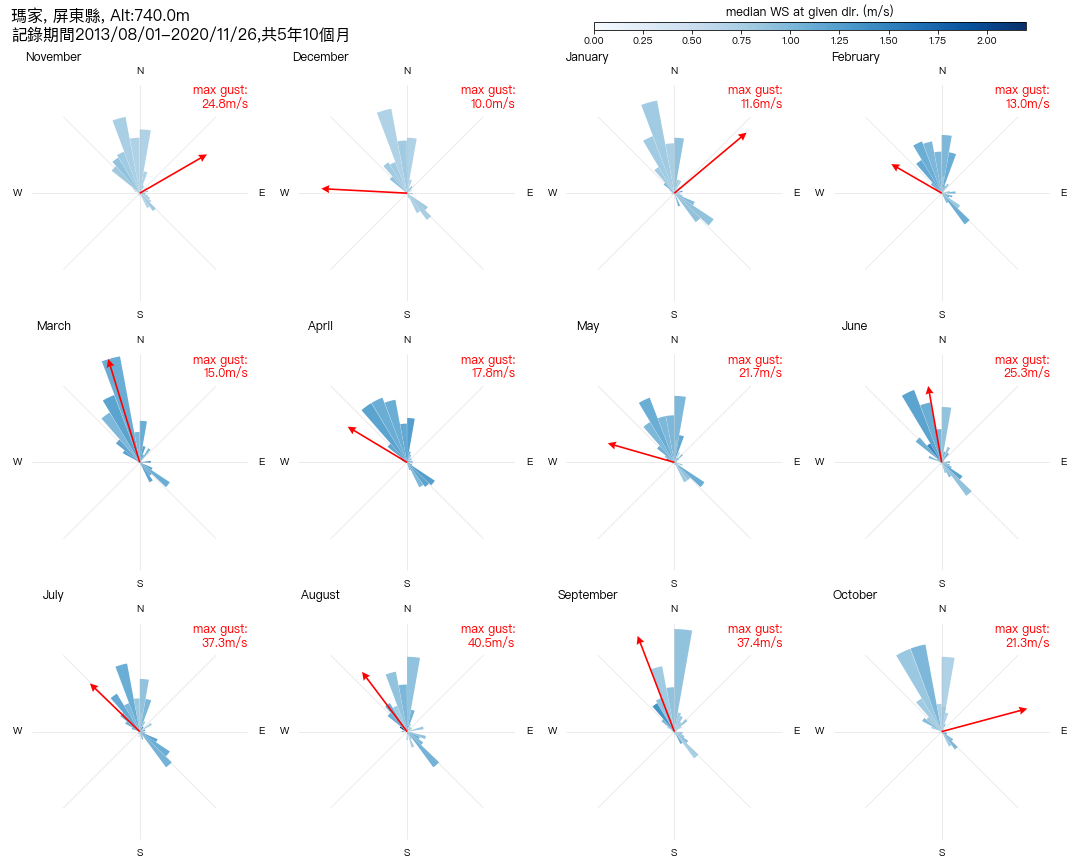 瑪家, 屏東縣, Alt:740.0m
記錄期間2013/08/01–2020/11/26,共5年10個月
median WS at given dir. (m/s)
0.00 0.25 0.50 0.75 1.00 1.25 1.50 1.75 2.00
November
N
max gust:
24.8m/s
W E
S
December
N
max gust:
10.0m/s
W E
S
January
N
max gust:
11.6m/s
W E
S
February
N
max gust:
13.0m/s
W E
S
March
N
max gust:
15.0m/s
W E
S
April
N
max gust:
17.8m/s
W E
S
May
N
max gust:
21.7m/s
W E
S
June
N
max gust:
25.3m/s
W E
S
July
N
max gust:
37.3m/s
W E
S
August
N
max gust:
40.5m/s
W E
S
September
N
max gust:
37.4m/s
W E
S
October
N
max gust:
21.3m/s
W E
S